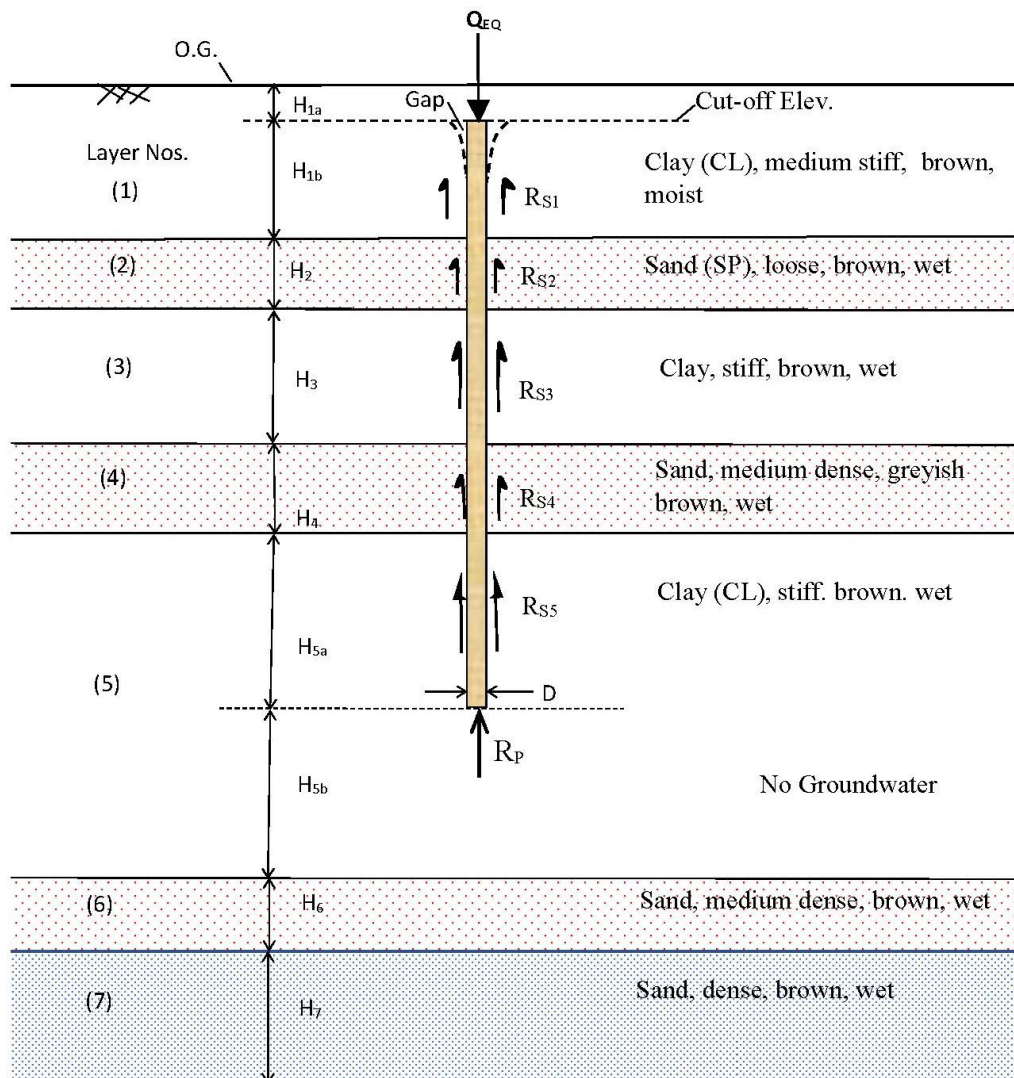 Q_EQ
O.G.
H_1a
Gap
Cut-off Elev.
Layer Nos.
(1)
H_1b
R_S1
Clay (CL), medium stiff, brown,
moist
(2)
H_2
R_S2
Sand (SP), loose, brown, wet
(3)
H_3
R_S3
Clay, stiff, brown, wet
(4)
H_4
R_S4
Sand, medium dense, greyish
brown, wet
(5)
H_5a
R_S5
Clay (CL), stiff. brown. wet
D
R_P
H_5b
No Groundwater
(6)
H_6
Sand, medium dense, brown, wet
(7)
H_7
Sand, dense, brown, wet